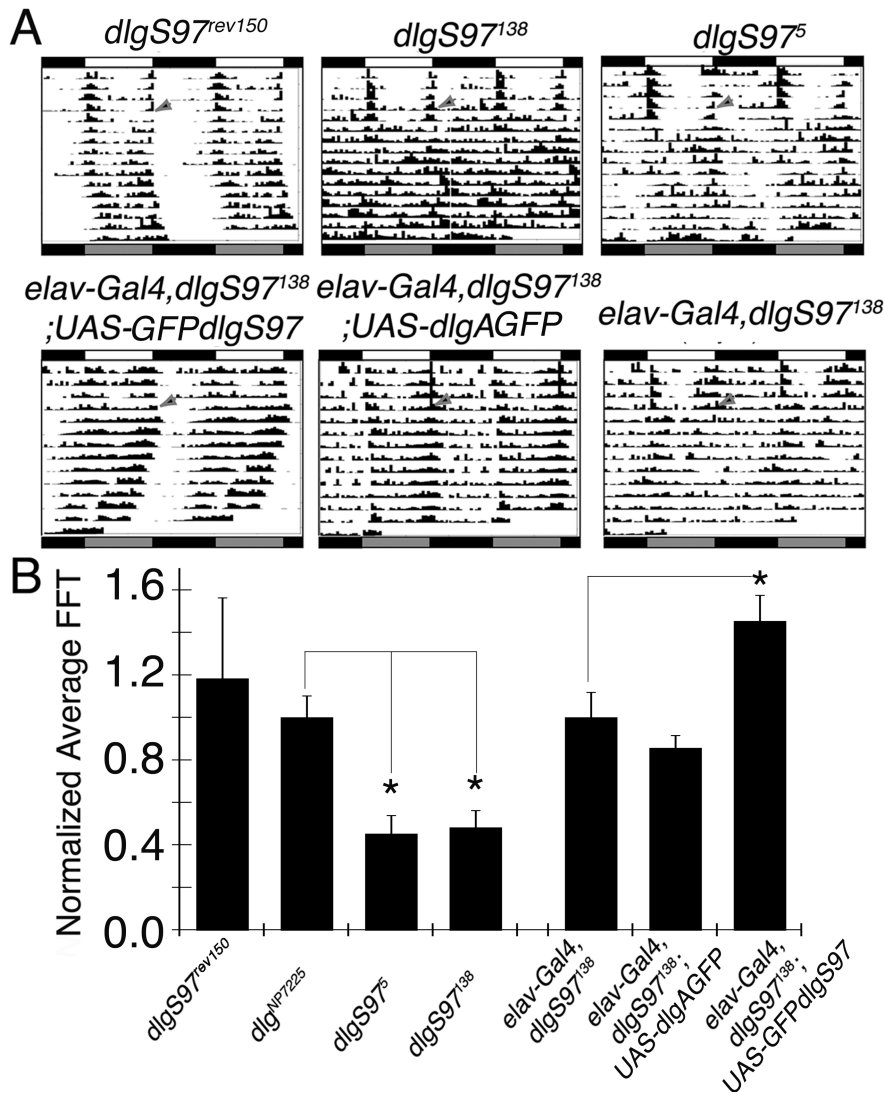 A
dlgS97rev150 dlgS97138 dlgS975
elav-Gal4,dlgS97138 elav-Gal4,dlgS97138
;UAS-GFPdlgS97 ;UAS-dlgAGFP elav-Gal4,dlgS97138
B
Normalized Average FFT
1.6
1.2
0.8
0.4
0.0
*
*
*
dlgS97rev150
dlgNP7225
dlgS975
dlgS97138
elav-Gal4,
dlgS97138
elav-Gal4,
dlgS97138;
UAS-dlgAGFP
elav-Gal4,
dlgS97138;
UAS-GFPdlgS97